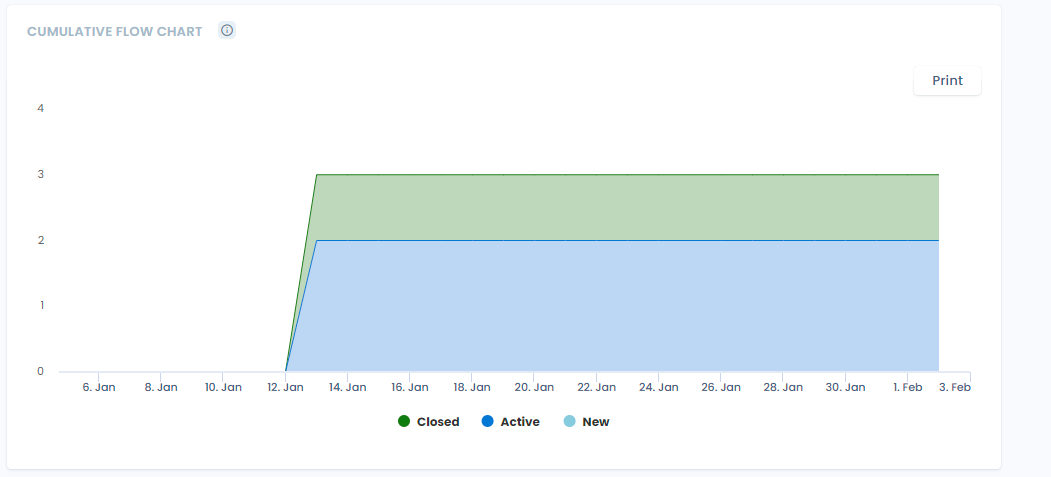 CUMULATIVE FLOW CHART
Print
4
3
2
1
0
6. Jan 8. Jan 10. Jan 12. Jan 14. Jan 16. Jan 18. Jan 20. Jan 22. Jan 24. Jan 26. Jan 28. Jan 30. Jan 1. Feb 3. Feb
Closed Active New